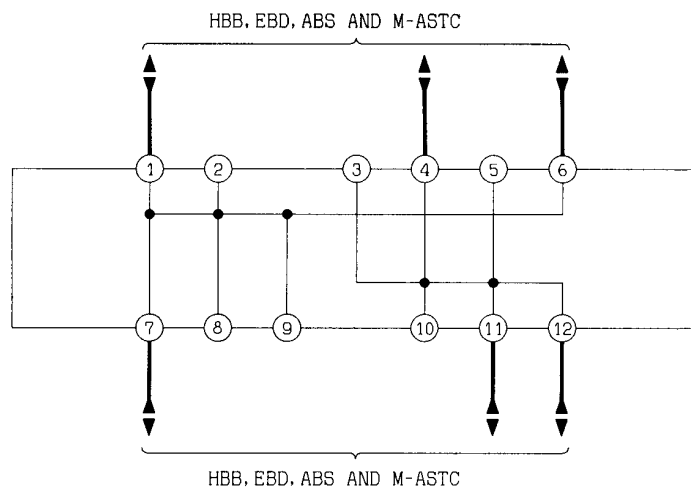 HBB, EBD, ABS AND M-ASTC
1 2 3 4 5 6
7 8 9 10 11 12
HBB, EBD, ABS AND M-ASTC